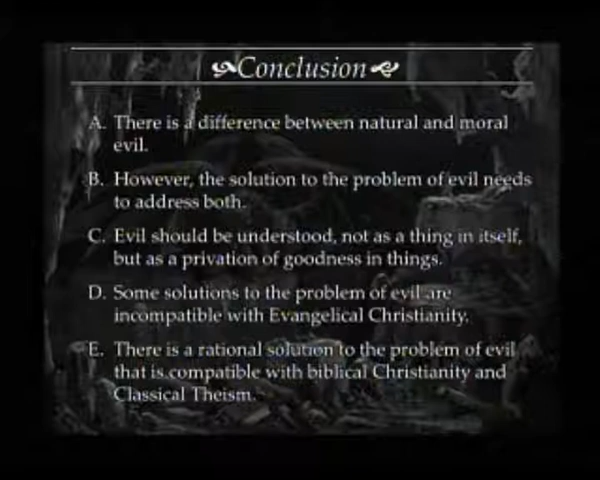 Conclusion
A. There is a difference between natural and moral
evil.
B. However, the solution to the problem of evil needs
to address both.
C. Evil should be understood, not as a thing in itself,
but as a privation of goodness in things.
D. Some solutions to the problem of evil are
incompatible with Evangelical Christianity.
E. There is a rational solution to the problem of evil
that is compatible with biblical Christianity and
Classical Theism.